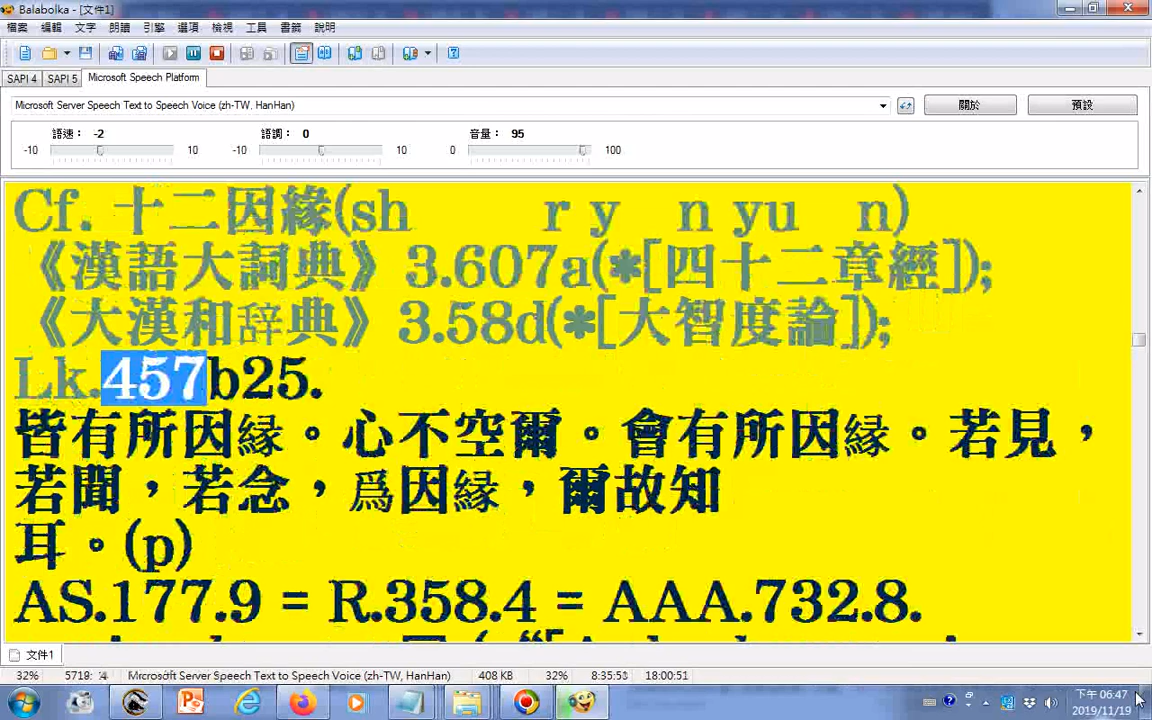 Balabolka - [文件1]
檔案 編輯 文字 朗讀 引擎 選項 檢視 工具 書籤 說明
SAPI 4 SAPI 5 Microsoft Speech Platform
Microsoft Server Speech Text to Speech Voice (zh-TW, HanHan) 關於 預設
語速： -2 語調： 0 音量： 95
-10 10 -10 10 0 100
Cf. 十二因緣(sh r y n yu n)
《漢語大詞典》 3.607a(*[四十二章經]);
《大漢和辞典》 3.58d(*[大智度論]);
Lk.457b25.
皆有所因縁。心不空爾。會有所因縁。若見，
若聞，若念，爲因縁，爾故知
耳。(p)
AS.177.9 = R.358.4 = AAA.732.8.
文件1
32% Microsoft Server Speech Text to Speech Voice (zh-TW, HanHan) 408 KB 32% 8:35:53 18:00:51
下午 06:47
2019/11/19